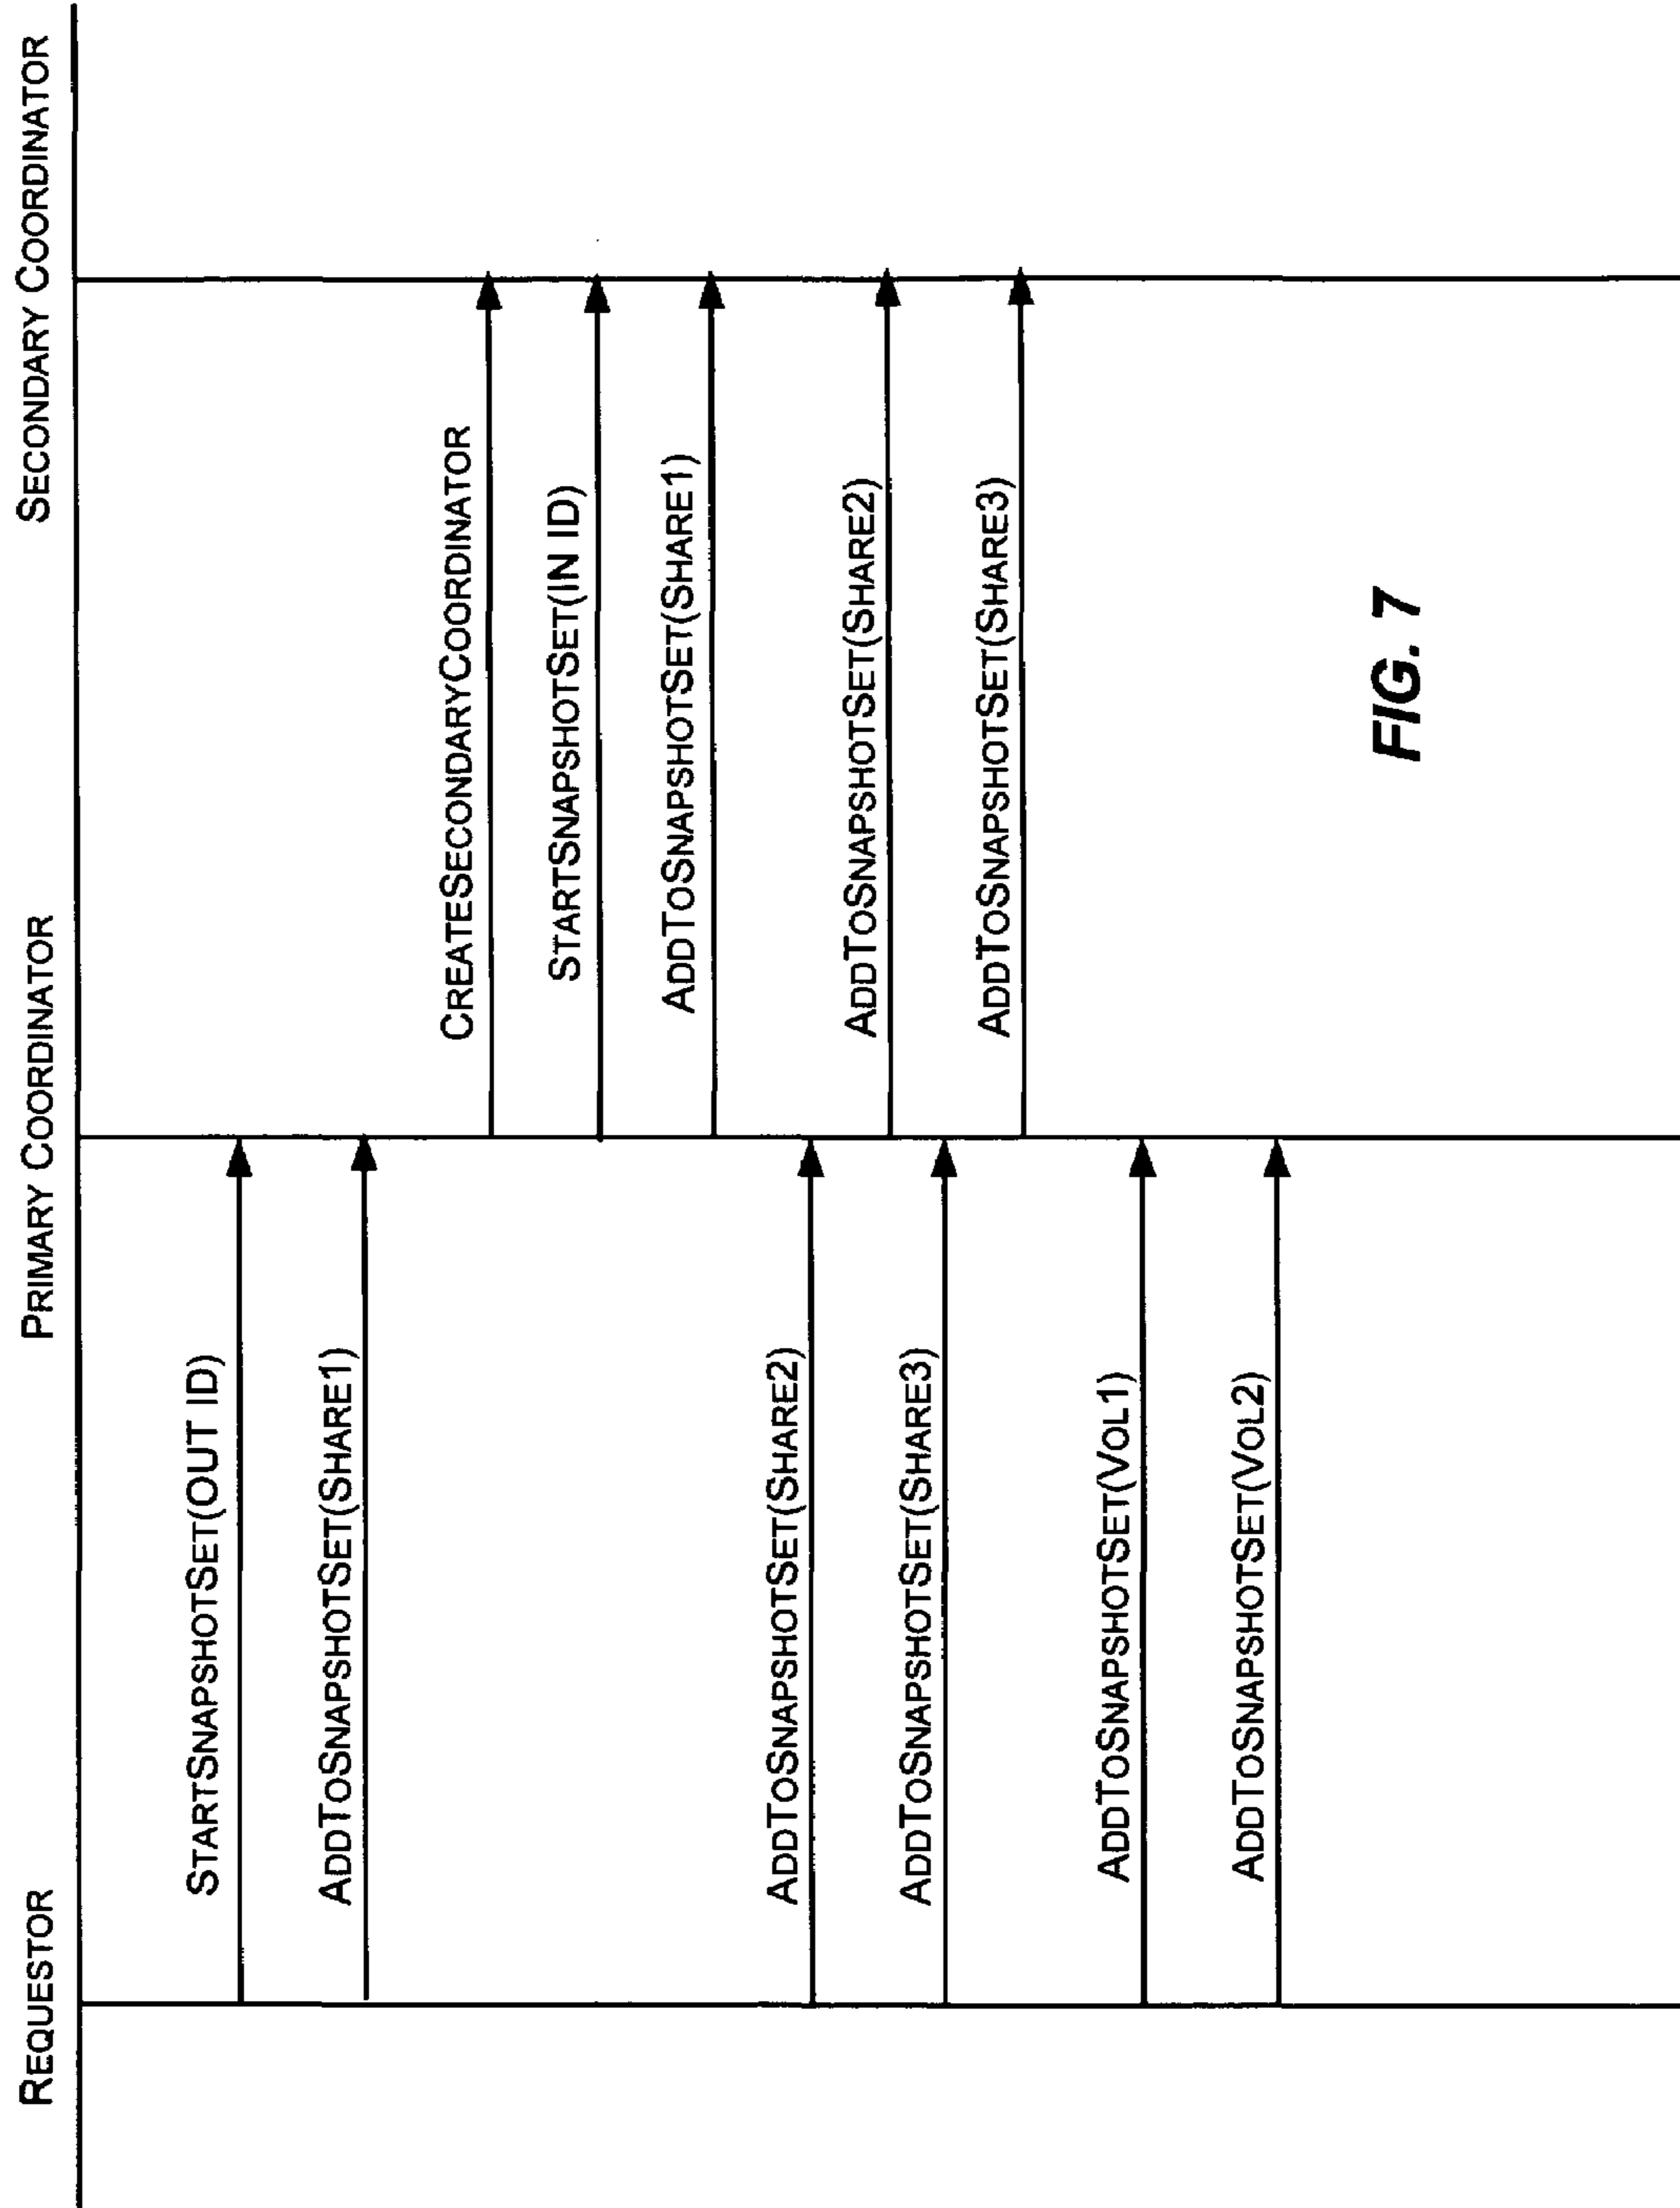 REQUESTOR
PRIMARY COORDINATOR
SECONDARY COORDINATOR
STARTSNAPSHOTSET(OUT ID)
ADDTOSNAPSHOTSET(SHARE1)
CREATESECONDARYCOORDINATOR
STARTSNAPSHOTSET(IN ID)
ADDTOSNAPSHOTSET(SHARE1)
ADDTOSNAPSHOTSET(SHARE2)
ADDTOSNAPSHOTSET(SHARE2)
ADDTOSNAPSHOTSET(SHARE3)
ADDTOSNAPSHOTSET(SHARE3)
ADDTOSNAPSHOTSET(VOL1)
ADDTOSNAPSHOTSET(VOL2)
FIG. 7